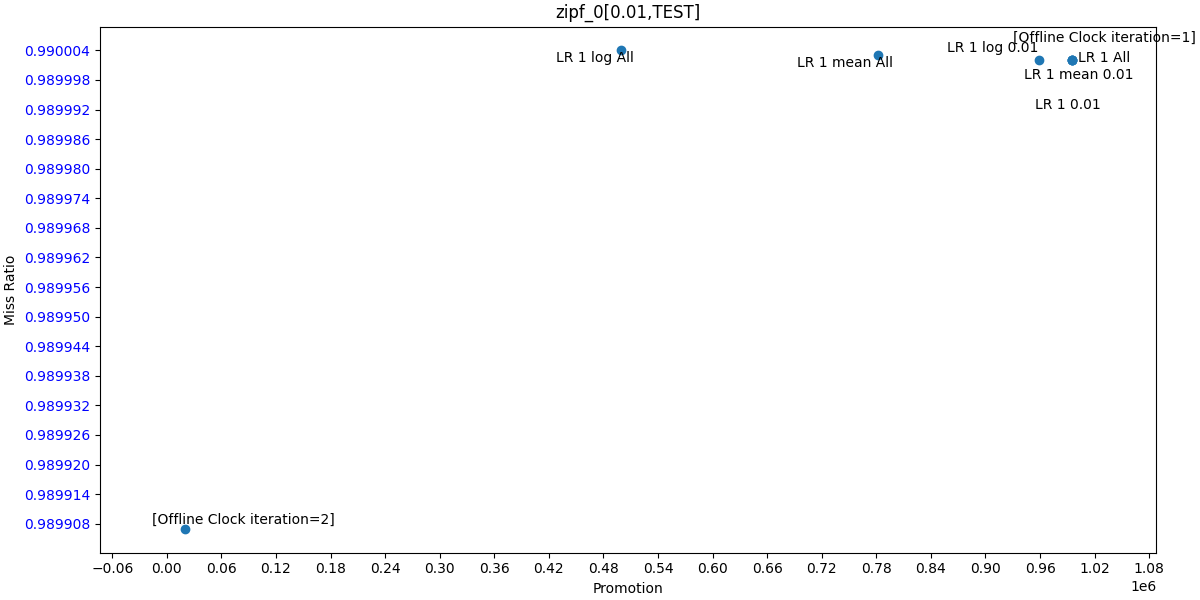 zipf_0[0.01,TEST]
[Offline Clock iteration=1]
LR 1 log 0.01
LR 1 log All
LR 1 mean All
LR 1 All
LR 1 mean 0.01
LR 1 0.01
[Offline Clock iteration=2]
Miss Ratio
0.990004
0.989998
0.989992
0.989986
0.989980
0.989974
0.989968
0.989962
0.989956
0.989950
0.989944
0.989938
0.989932
0.989926
0.989920
0.989914
0.989908
−0.06 0.00 0.06 0.12 0.18 0.24 0.30 0.36 0.42 0.48 0.54 0.60 0.66 0.72 0.78 0.84 0.90 0.96 1.02 1.08
1e6
Promotion